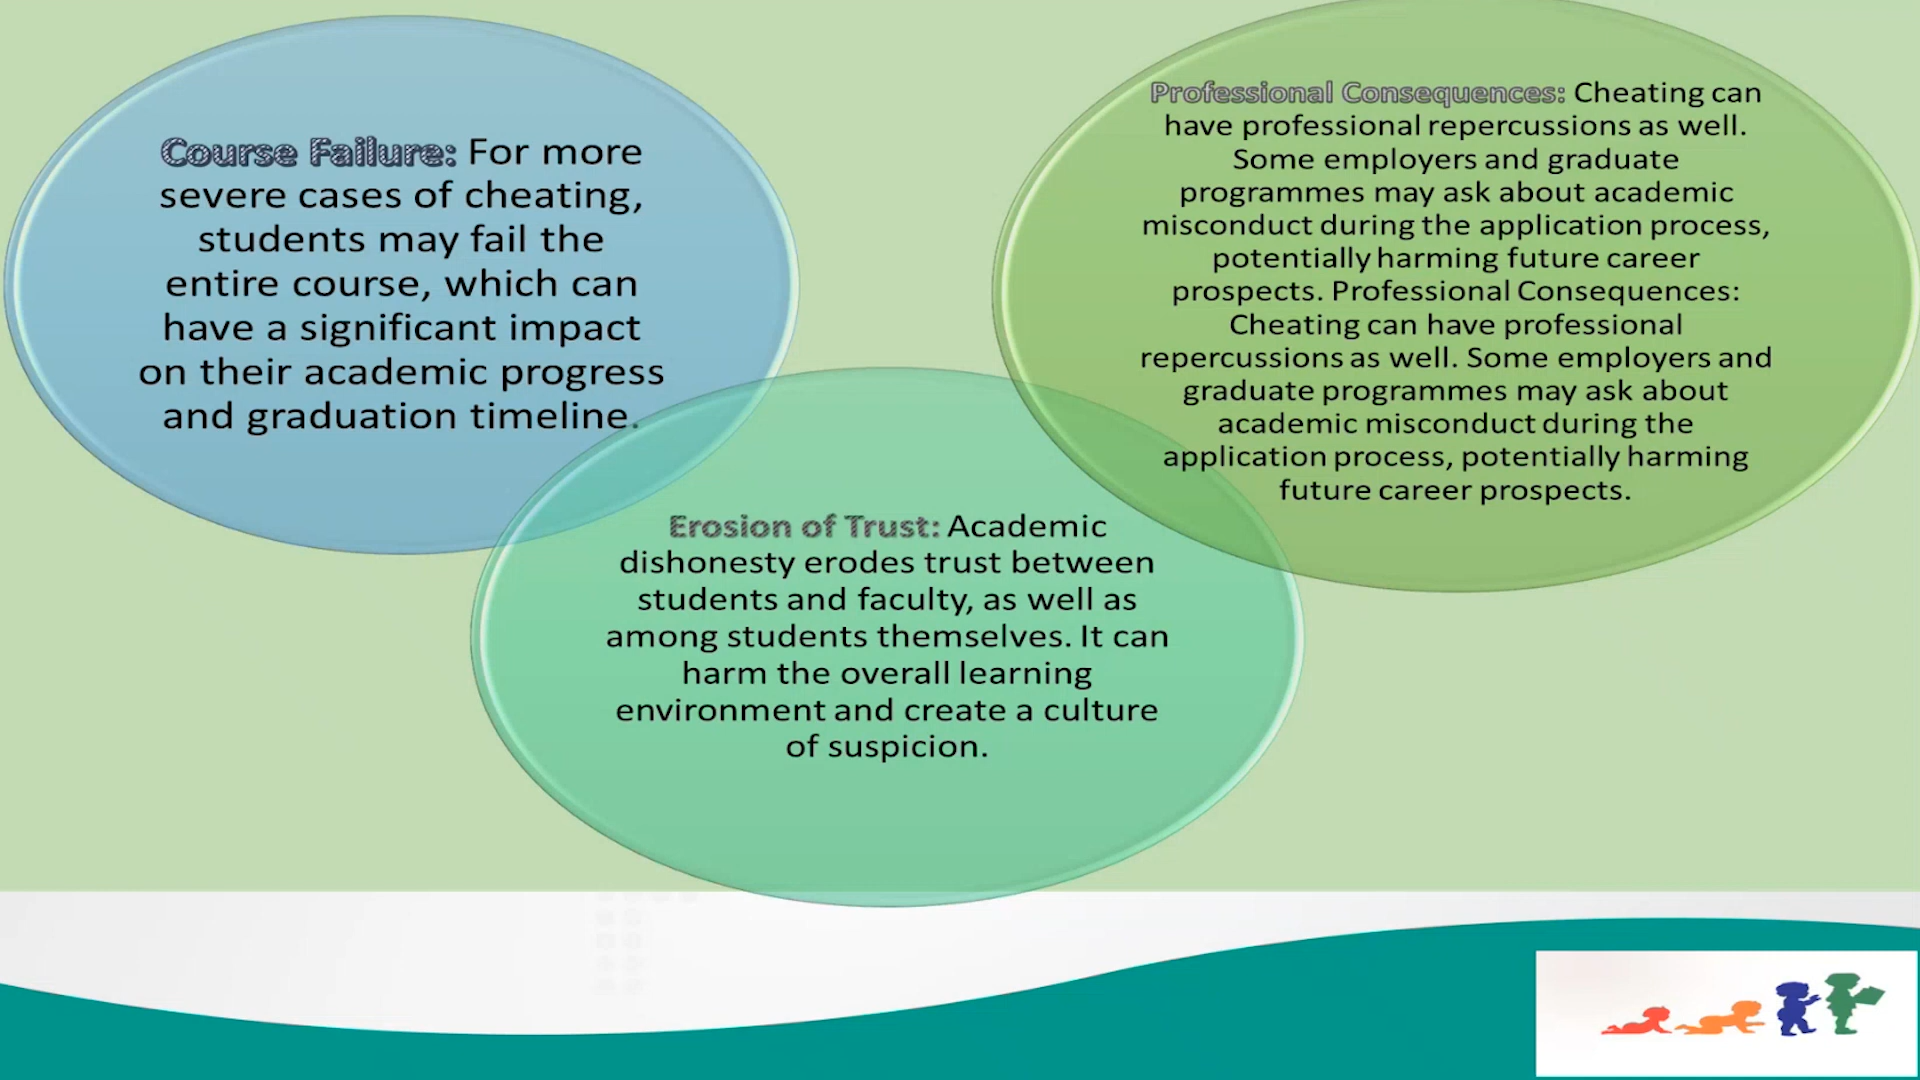 Course Failure: For more
severe cases of cheating,
students may fail the
entire course, which can
have a significant impact
on their academic progress
and graduation timeline.
Professional Consequences: Cheating can
have professional repercussions as well.
Some employers and graduate
programmes may ask about academic
misconduct during the application process,
potentially harming future career
prospects. Professional Consequences:
Cheating can have professional
repercussions as well. Some employers and
graduate programmes may ask about
academic misconduct during the
application process, potentially harming
future career prospects.
Erosion of Trust: Academic
dishonesty erodes trust between
students and faculty, as well as
among students themselves. It can
harm the overall learning
environment and create a culture
of suspicion.